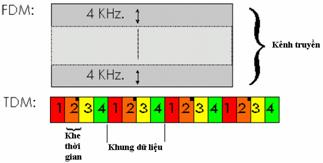 FDM:
4 KHz.
4 KHz.
Kênh truyền
TDM:
1 2 3 4 1 2 3 4 1 2 3 4 1 2 3 4
Khe
thời
gian
Khung dữ liệu